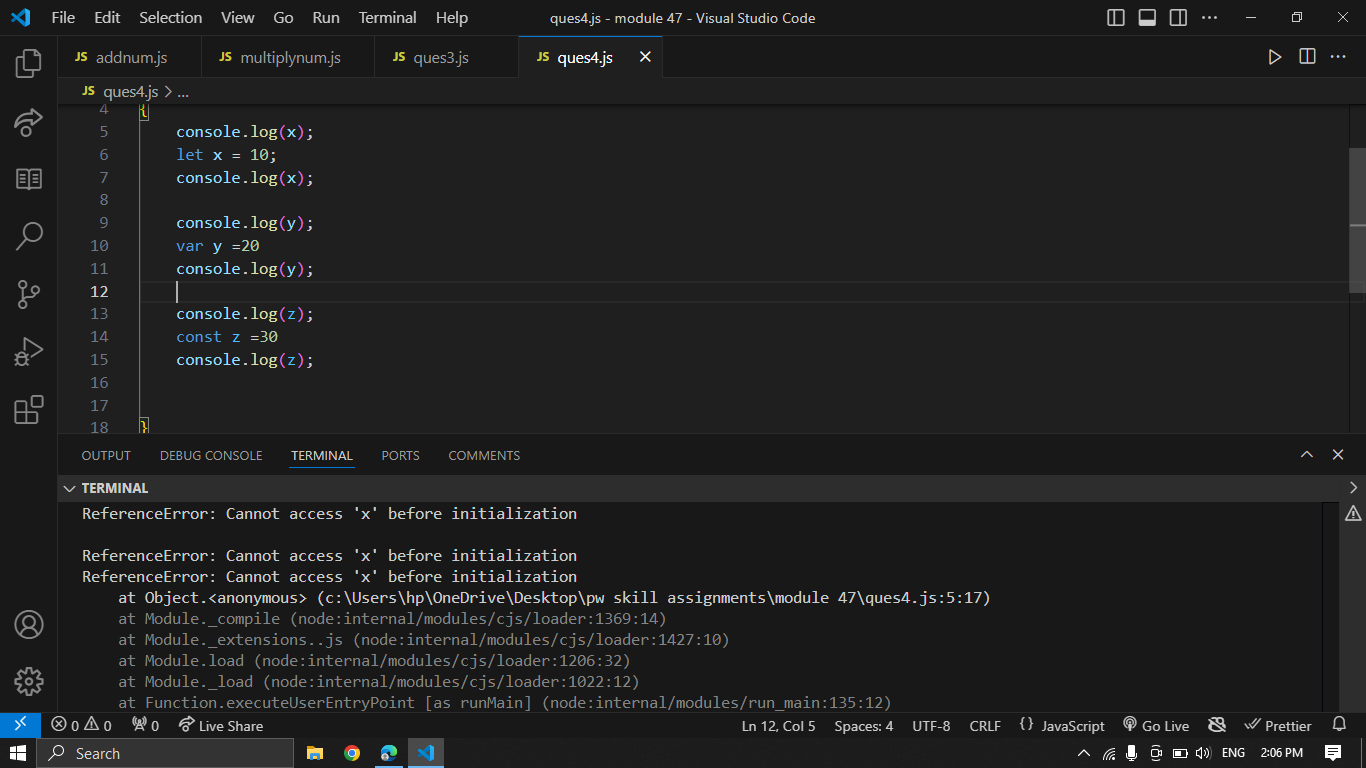 File Edit Selection View Go Run Terminal Help ques4.js - module 47 - Visual Studio Code
JS addnum.js JS multiplynum.js JS ques3.js JS ques4.js
JS ques4.js > ...
4 {
5 console.log(x);
6 let x = 10;
7 console.log(x);
8
9 console.log(y);
10 var y =20
11 console.log(y);
12
13 console.log(z);
14 const z =30
15 console.log(z);
16
17
18 }
OUTPUT DEBUG CONSOLE TERMINAL PORTS COMMENTS
TERMINAL
ReferenceError: Cannot access 'x' before initialization
ReferenceError: Cannot access 'x' before initialization
ReferenceError: Cannot access 'x' before initialization
at Object.<anonymous> (c:\Users\hp\OneDrive\Desktop\pw skill assignments\module 47\ques4.js:5:17)
at Module._compile (node:internal/modules/cjs/loader:1369:14)
at Module._extensions..js (node:internal/modules/cjs/loader:1427:10)
at Module.load (node:internal/modules/cjs/loader:1206:32)
at Module._load (node:internal/modules/cjs/loader:1022:12)
at Function.executeUserEntryPoint [as runMain] (node:internal/modules/run_main:135:12)
0 0 0 Live Share Ln 12, Col 5 Spaces: 4 UTF-8 CRLF {} JavaScript Go Live Prettier
Search ENG 2:06 PM